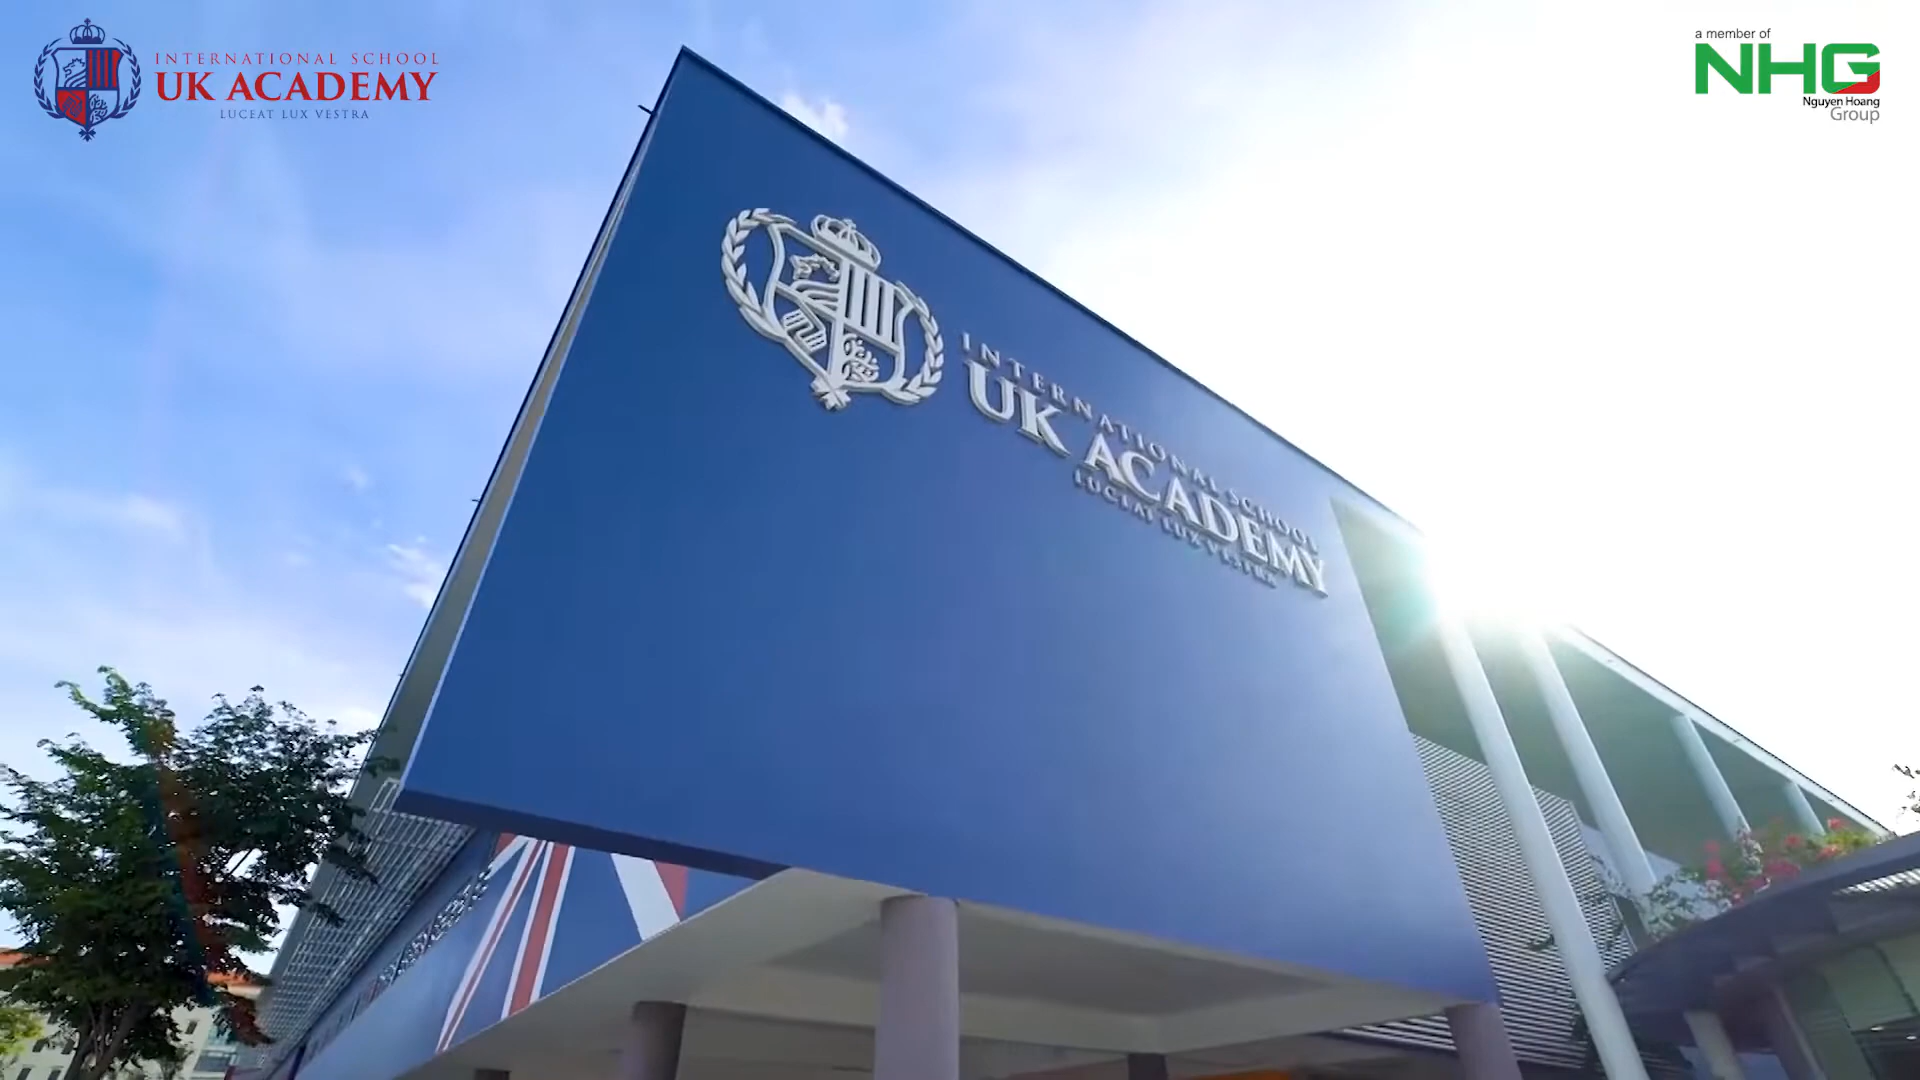 INTERNATIONAL SCHOOL
UK ACADEMY
LUCEAT LUX VESTRA
a member of
NHG
Nguyen Hoang
Group
INTERNATIONAL SCHOOL
UK ACADEMY
LUCEAT LUX VESTRA